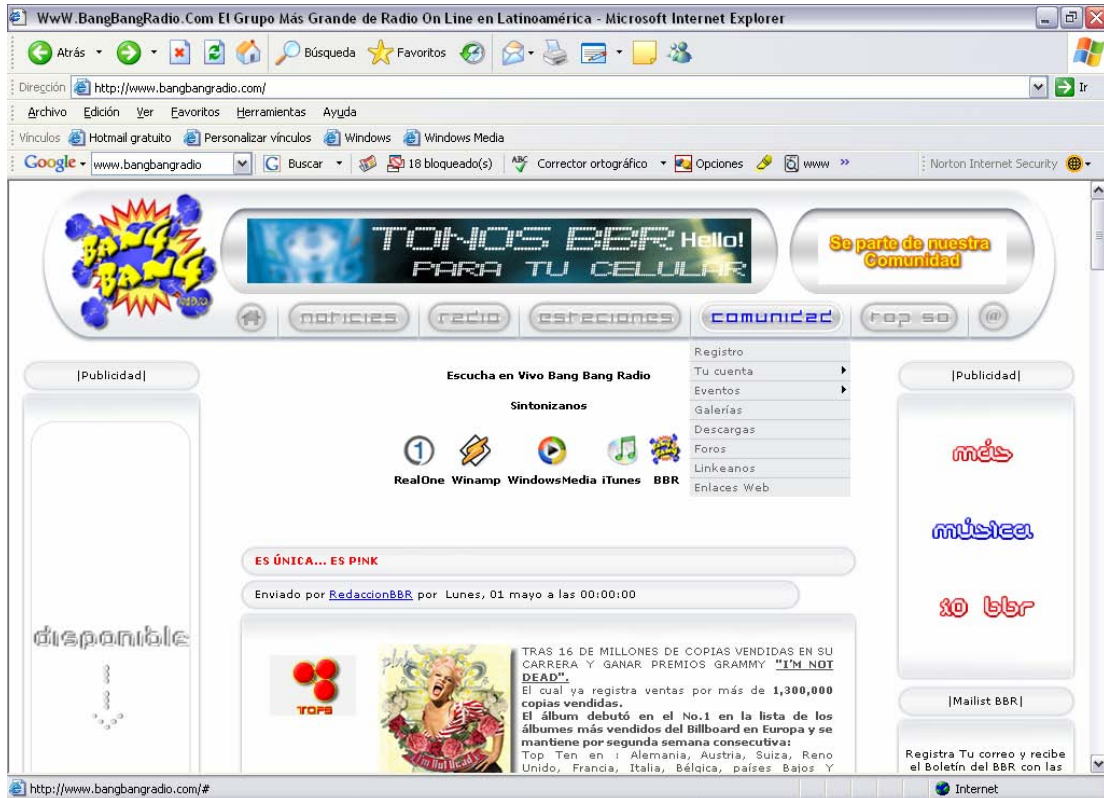 WwW.BangBangRadio.Com El Grupo Más Grande de Radio On Line en Latinoamérica - Microsoft Internet Explorer
Atrás Búsqueda Favoritos
Dirección http://www.bangbangradio.com/ Ir
Archivo Edición Ver Favoritos Herramientas Ayuda
Vínculos Hotmail gratuito Personalizar vínculos Windows Windows Media
Google www.bangbangradio Buscar 18 bloqueado(s) ABC Corrector ortográfico Opciones www » Norton Internet Security
BANG BANG
TONOS BBR Hello!
PARA TU CELULAR
Se parte de nuestra
Comunidad
noticies radio estaciones comunidad top 50 @
Registro
Tu cuenta
Eventos
Galerías
Descargas
Foros
Linkeanos
Enlaces Web
|Publicidad|
disponible
Escucha en Vivo Bang Bang Radio
Sintonizanos
RealOne Winamp WindowsMedia iTunes BBR
ES ÚNICA... ES P!NK
Enviado por RedaccionBBR por Lunes, 01 mayo a las 00:00:00
TOPS
p!nk
I'm Not Dead
TRAS 16 DE MILLONES DE COPIAS VENDIDAS EN SU
CARRERA Y GANAR PREMIOS GRAMMY "I'M NOT
DEAD".
El cual ya registra ventas por más de 1,300,000
copias vendidas.
El álbum debutó en el No.1 en la lista de los
álbumes más vendidos del Billboard en Europa y se
mantiene por segunda semana consecutiva:
Top Ten en : Alemania, Austria, Suiza, Reno
Unido, Francia, Italia, Bélgica, países Bajos Y
|Publicidad|
más
música
10 bbr
|Mailist BBR|
Registra Tu correo y recibe
el Boletín del BBR con las
http://www.bangbangradio.com/# Internet